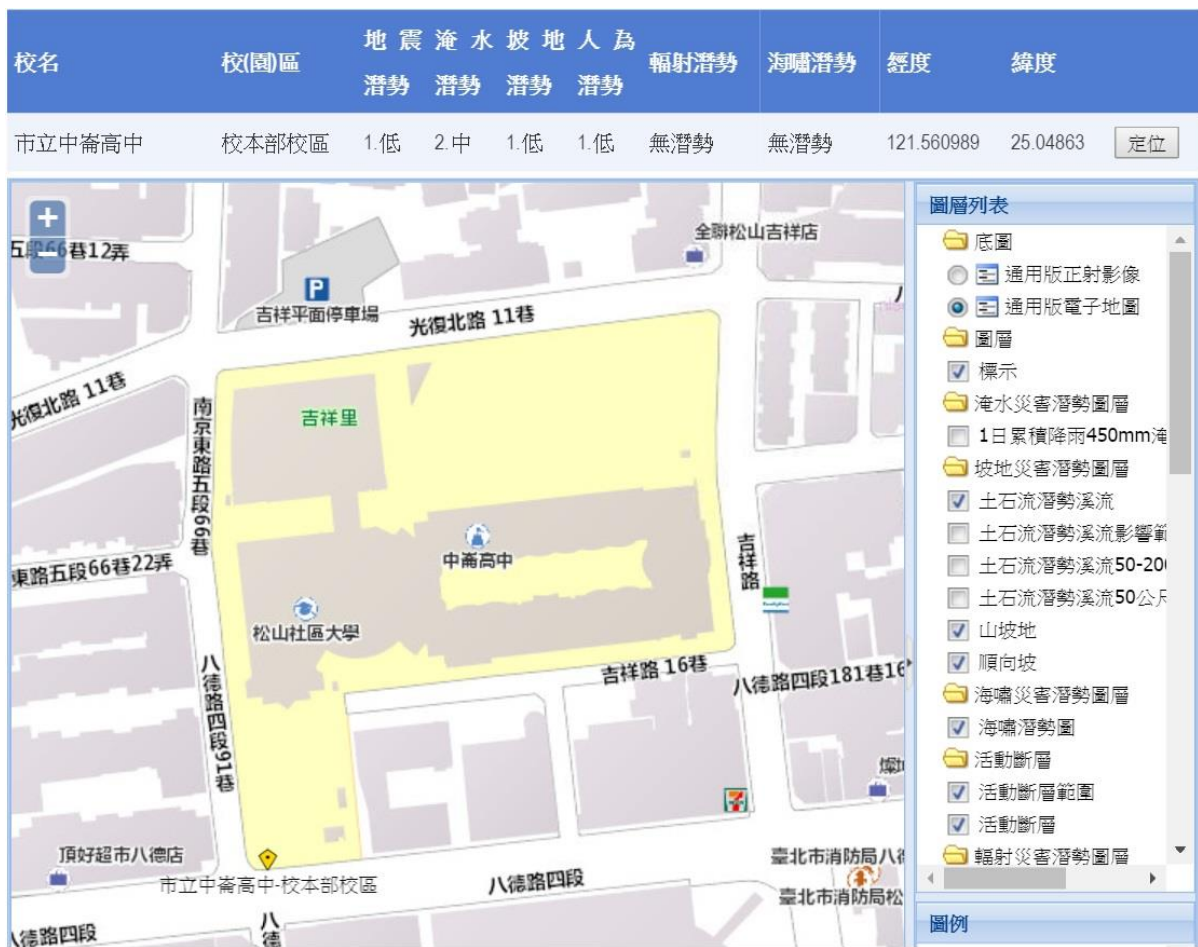 校名 校(園)區 地震潛勢 淹水潛勢 坡地潛勢 人為潛勢 輻射潛勢 海嘯潛勢 經度 緯度
市立中崙高中 校本部校區 1.低 2.中 1.低 1.低 無潛勢 無潛勢 121.560989 25.04863 定位
+
−
五段66巷12弄
全聯松山吉祥店
P
吉祥平面停車場
光復北路 11巷
光復北路 11巷
南京東路五段66巷
吉祥里
中崙高中
東路五段66巷22弄
松山社區大學
吉祥路
吉祥路 16巷
八德路四段181巷16
八德路四段91巷
頂好超市八德店
市立中崙高中-校本部校區
八德路四段
臺北市消防局八德
臺北市消防局松
八德路四段
八德
圖層列表
底圖
通用版正射影像
通用版電子地圖
圖層
標示
淹水災害潛勢圖層
1日累積降雨450mm淹
坡地災害潛勢圖層
土石流潛勢溪流
土石流潛勢溪流影響範
土石流潛勢溪流50-200
土石流潛勢溪流50公尺
山坡地
順向坡
海嘯災害潛勢圖層
海嘯潛勢圖
活動斷層
活動斷層範圍
活動斷層
輻射災害潛勢圖層
圖例